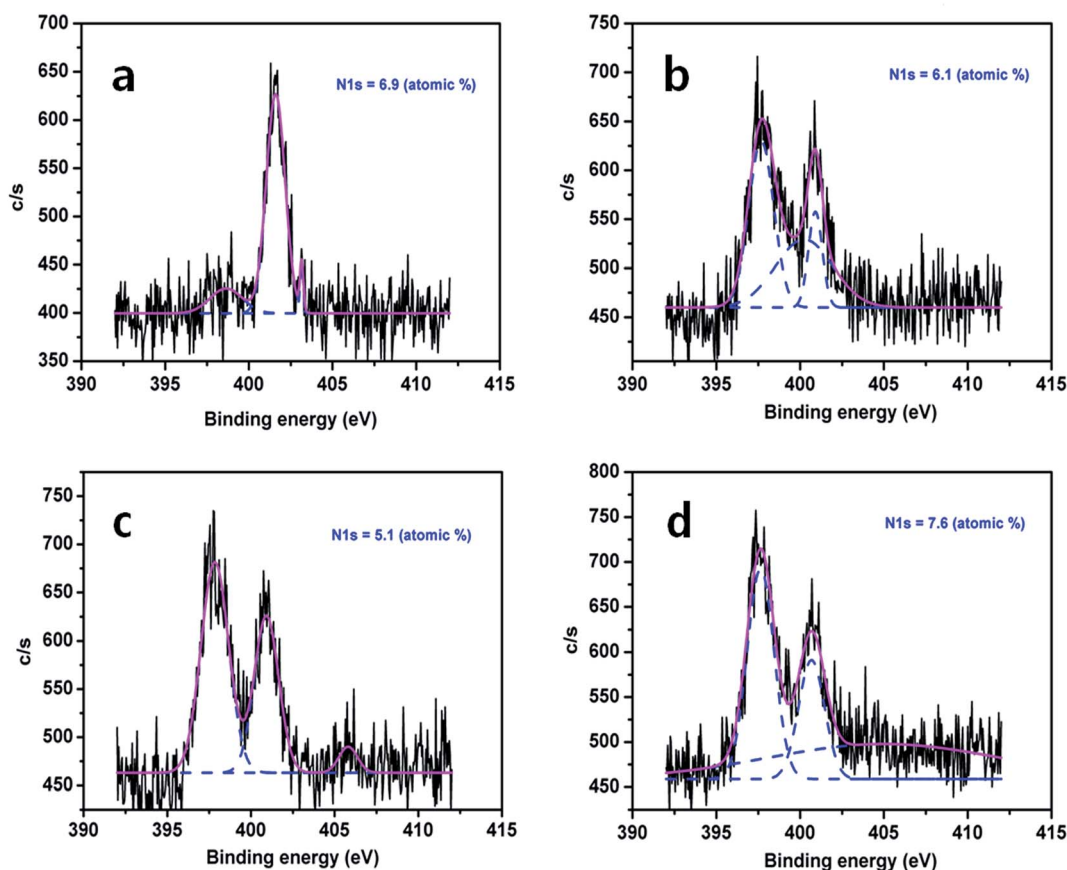 a
N1s = 6.9 (atomic %)
c/s
700
650
600
550
500
450
400
350
390 395 400 405 410 415
Binding energy (eV)
b
N1s = 6.1 (atomic %)
c/s
750
700
650
600
550
500
450
390 395 400 405 410 415
Binding energy (eV)
c
N1s = 5.1 (atomic %)
c/s
750
700
650
600
550
500
450
390 395 400 405 410 415
Binding energy (eV)
d
N1s = 7.6 (atomic %)
c/s
800
750
700
650
600
550
500
450
390 395 400 405 410 415
Binding energy (eV)